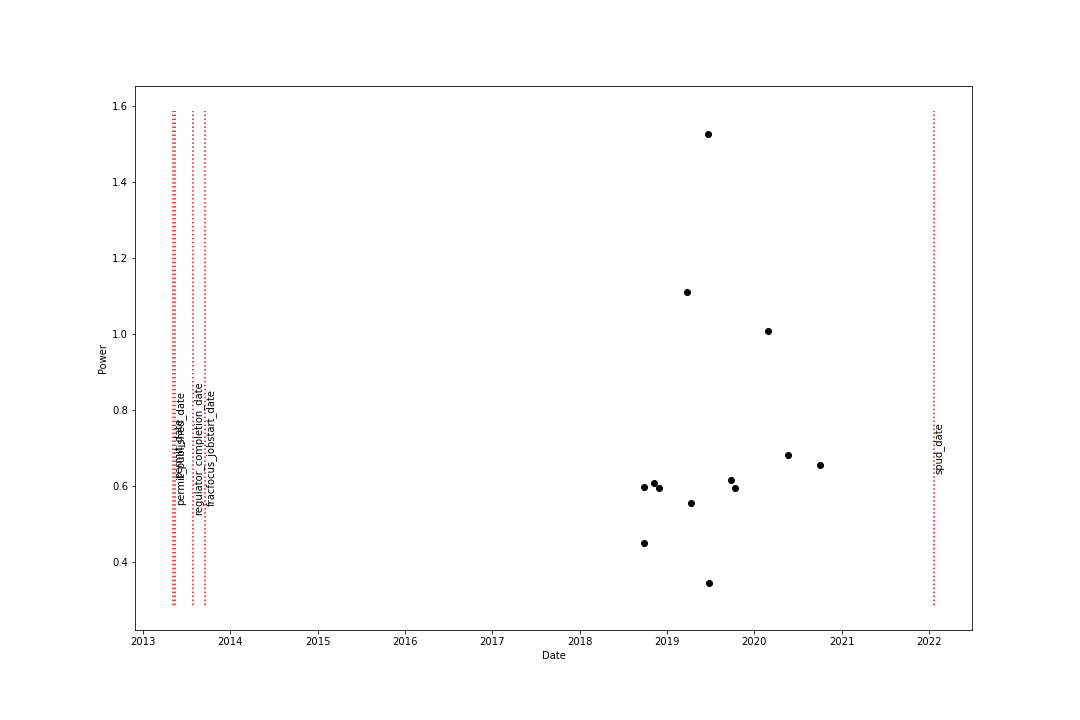 1.6
1.4
1.2
1.0
0.8
0.6
0.4
Power
permit_published_date
regulator_completion_date
fracfocus_jobstart_date
spud_date
2013 2014 2015 2016 2017 2018 2019 2020 2021 2022
Date